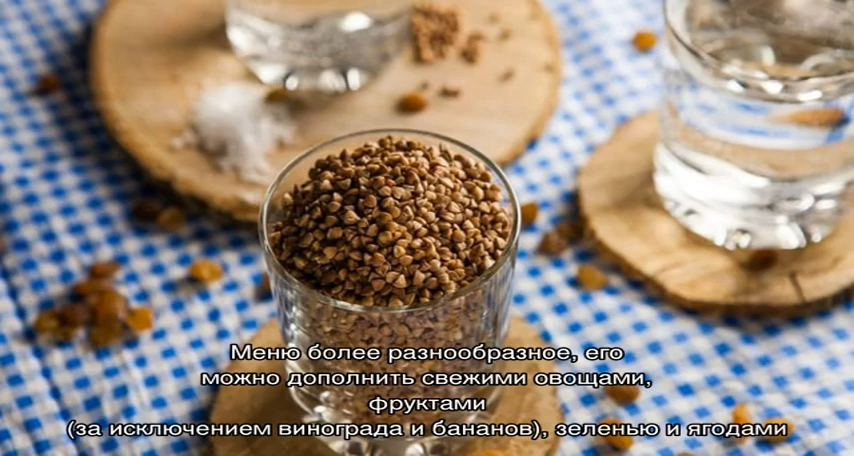 Меню более разнообразное, его
можно дополнить свежими овощами,
фруктами
(за исключением винограда и бананов), зеленью и ягодами